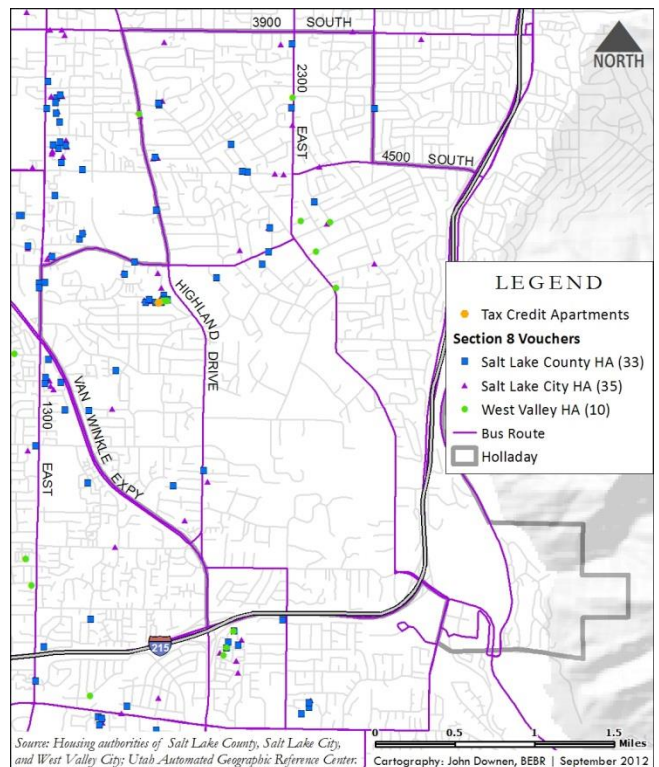 3900 SOUTH
NORTH
2300
EAST
4500 SOUTH
HIGHLAND
DRIVE
VAN WINKLE EXPY
1300
EAST
215
LEGEND
Tax Credit Apartments
Section 8 Vouchers
Salt Lake County HA (33)
Salt Lake City HA (35)
West Valley HA (10)
Bus Route
Holladay
0 0.5 1 1.5
Miles
Source: Housing authorities of Salt Lake County, Salt Lake City,
and West Valley City; Utah Automated Geographic Reference Center.
Cartography: John Downen, BEBR | September 2012